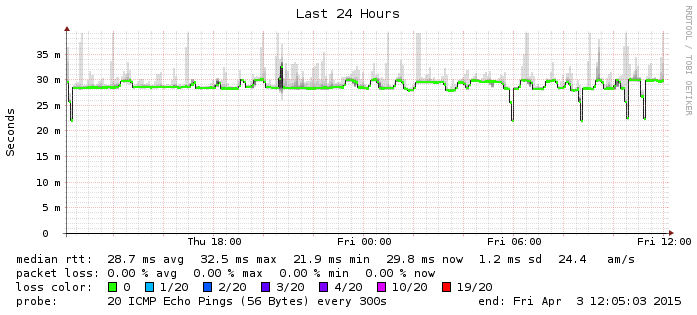 Last 24 Hours
RRDTOOL / TOBI OETIKER
Seconds
35 m
30 m
25 m
20 m
15 m
10 m
5 m
0
Thu 18:00 Fri 00:00 Fri 06:00 Fri 12:00
median rtt: 28.7 ms avg 32.5 ms max 21.9 ms min 29.8 ms now 1.2 ms sd 24.4 am/s
packet loss: 0.00 % avg 0.00 % max 0.00 % min 0.00 % now
loss color: 0 1/20 2/20 3/20 4/20 10/20 19/20
probe: 20 ICMP Echo Pings (56 Bytes) every 300s end: Fri Apr 3 12:05:03 2015